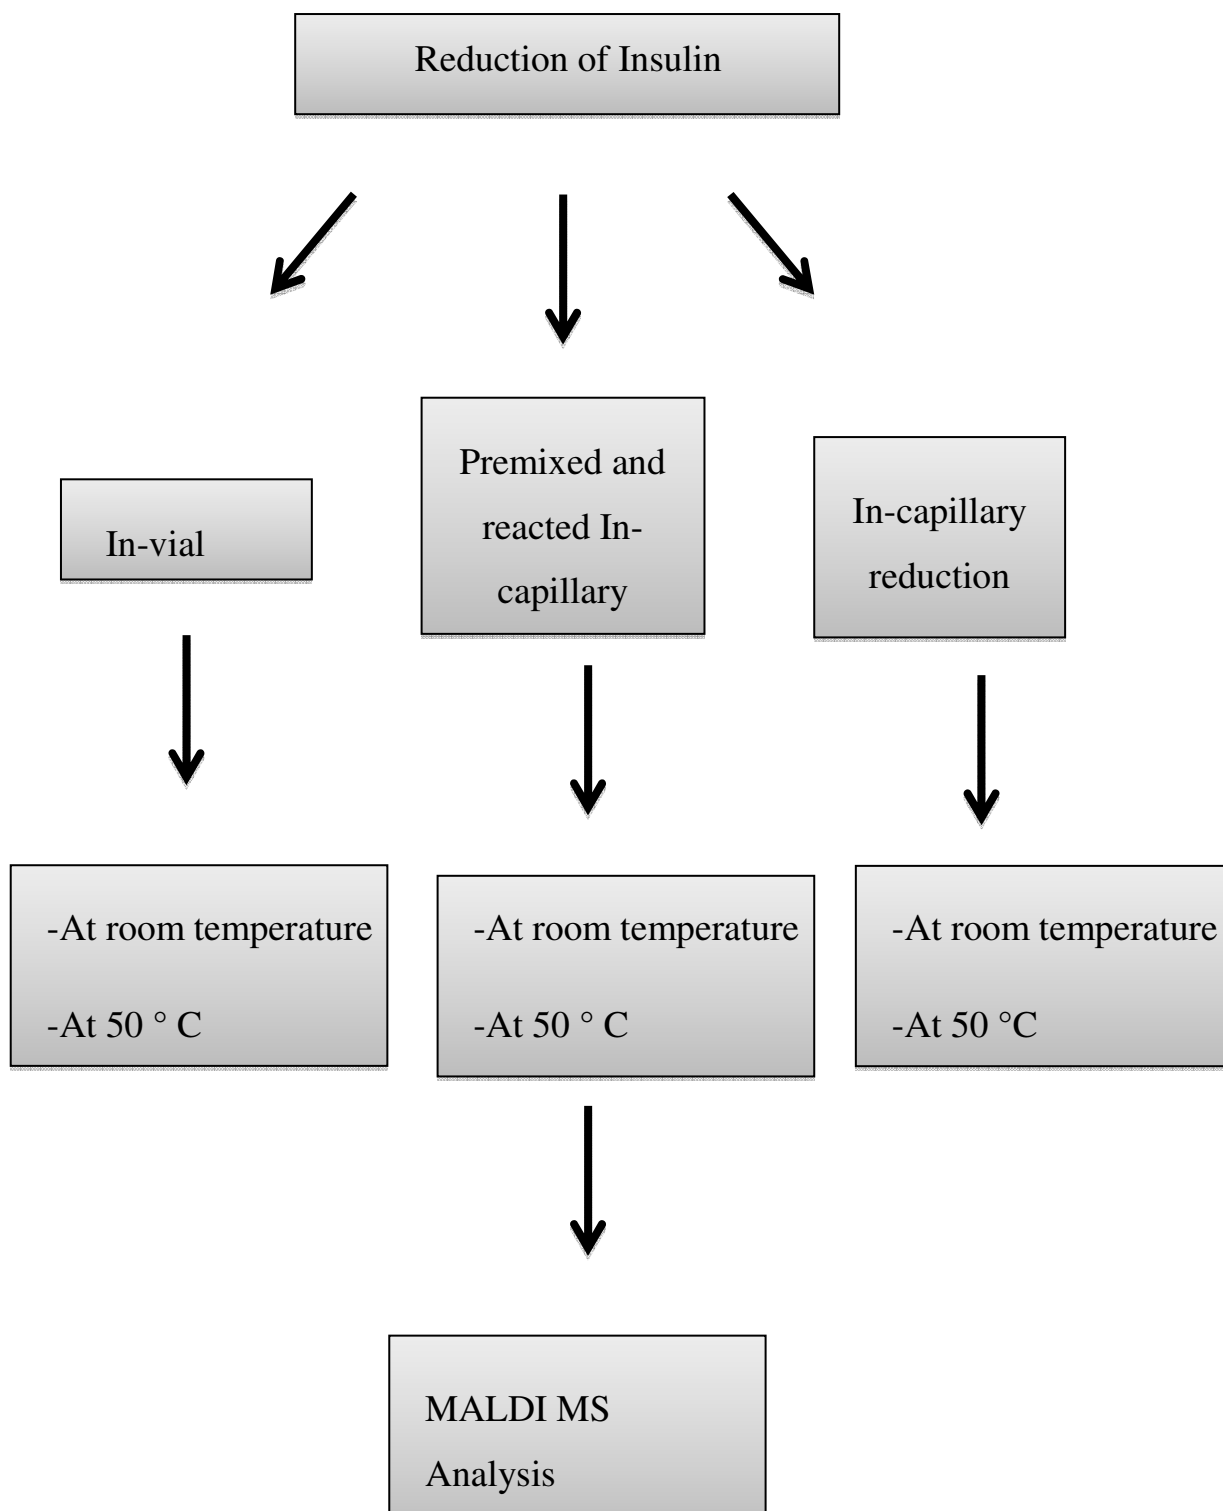 Reduction of Insulin
In-vial
Premixed and
reacted In-
capillary
In-capillary
reduction
-At room temperature
-At 50 ° C
-At room temperature
-At 50 ° C
-At room temperature
-At 50 °C
MALDI MS
Analysis